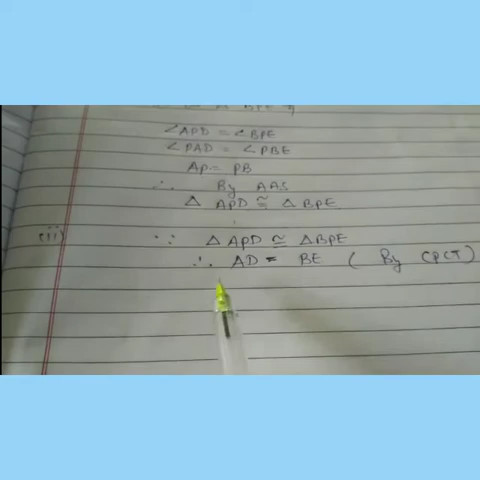 ∠APD = ∠BPE
∠PAD = ∠PBE
AP = PB
∴ By AAS
△ APD ≅ △ BPE
(ii) ∵ △ APD ≅ △BPE
∴ AD = BE ( By CPCT)